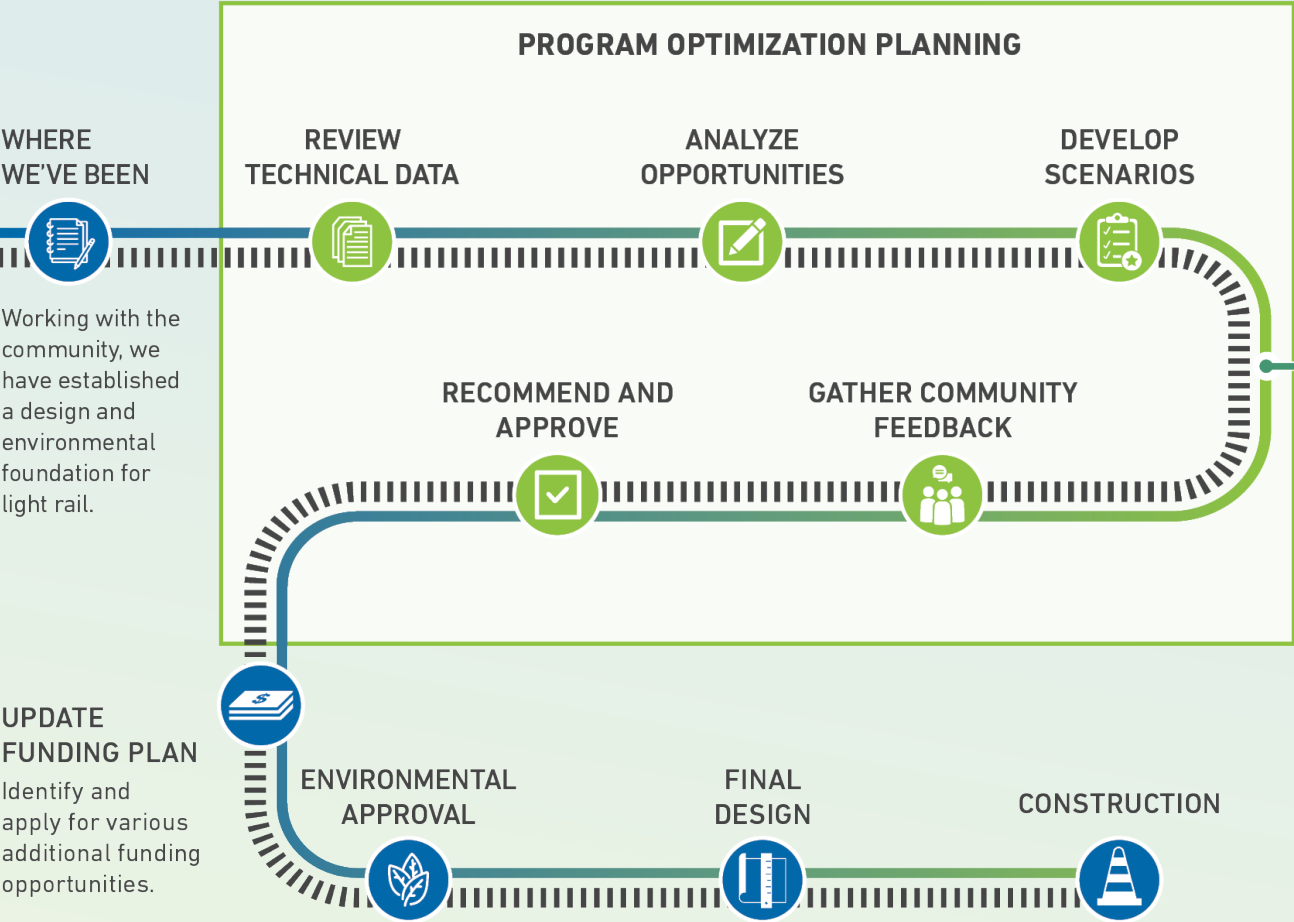 PROGRAM OPTIMIZATION PLANNING
WHERE
WE'VE BEEN
Working with the
community, we
have established
a design and
environmental
foundation for
light rail.
REVIEW
TECHNICAL DATA
ANALYZE
OPPORTUNITIES
DEVELOP
SCENARIOS
GATHER COMMUNITY
FEEDBACK
RECOMMEND AND
APPROVE
$
UPDATE
FUNDING PLAN
Identify and
apply for various
additional funding
opportunities.
ENVIRONMENTAL
APPROVAL
FINAL
DESIGN
CONSTRUCTION